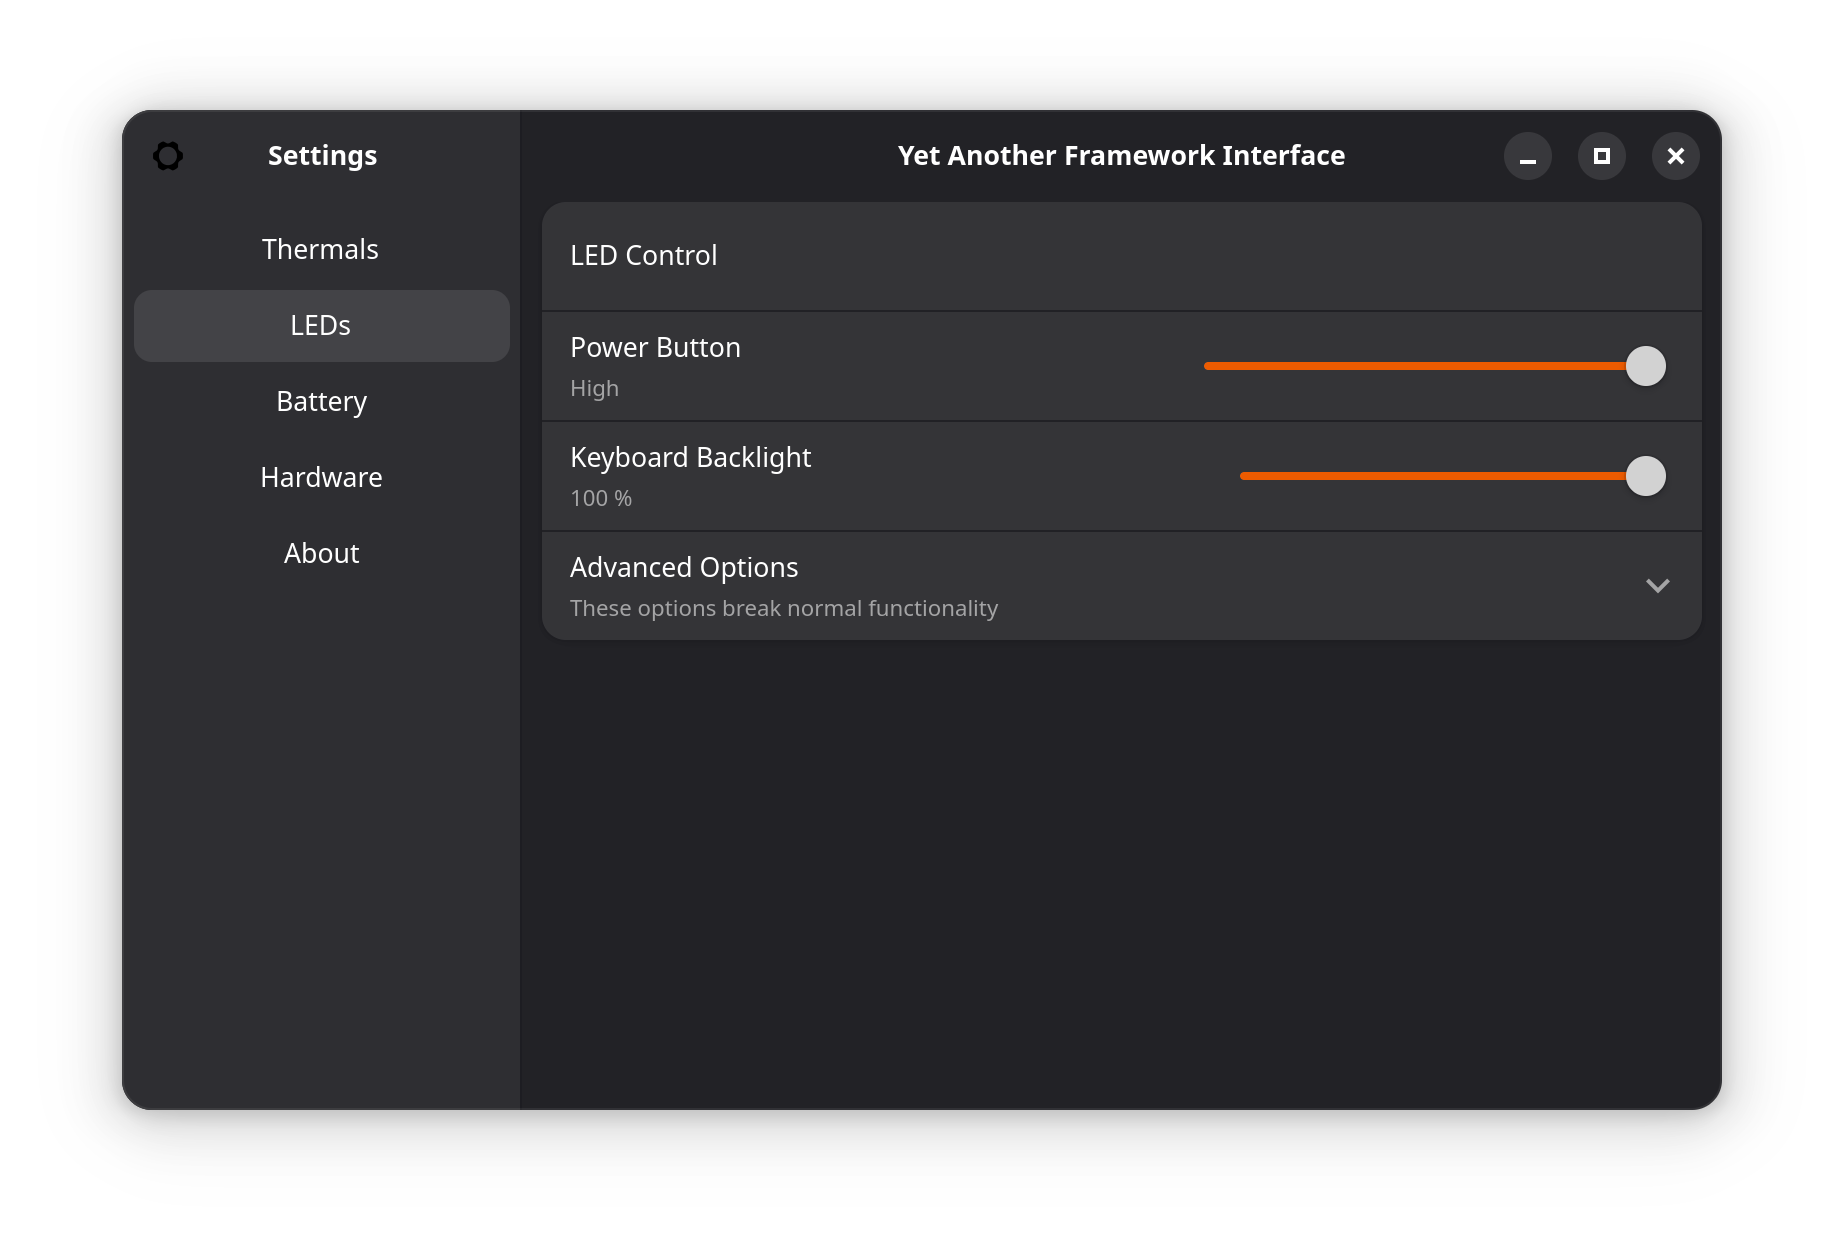 Settings
Yet Another Framework Interface
Thermals
LEDs
Battery
Hardware
About
LED Control
Power Button
High
Keyboard Backlight
100 %
Advanced Options
These options break normal functionality